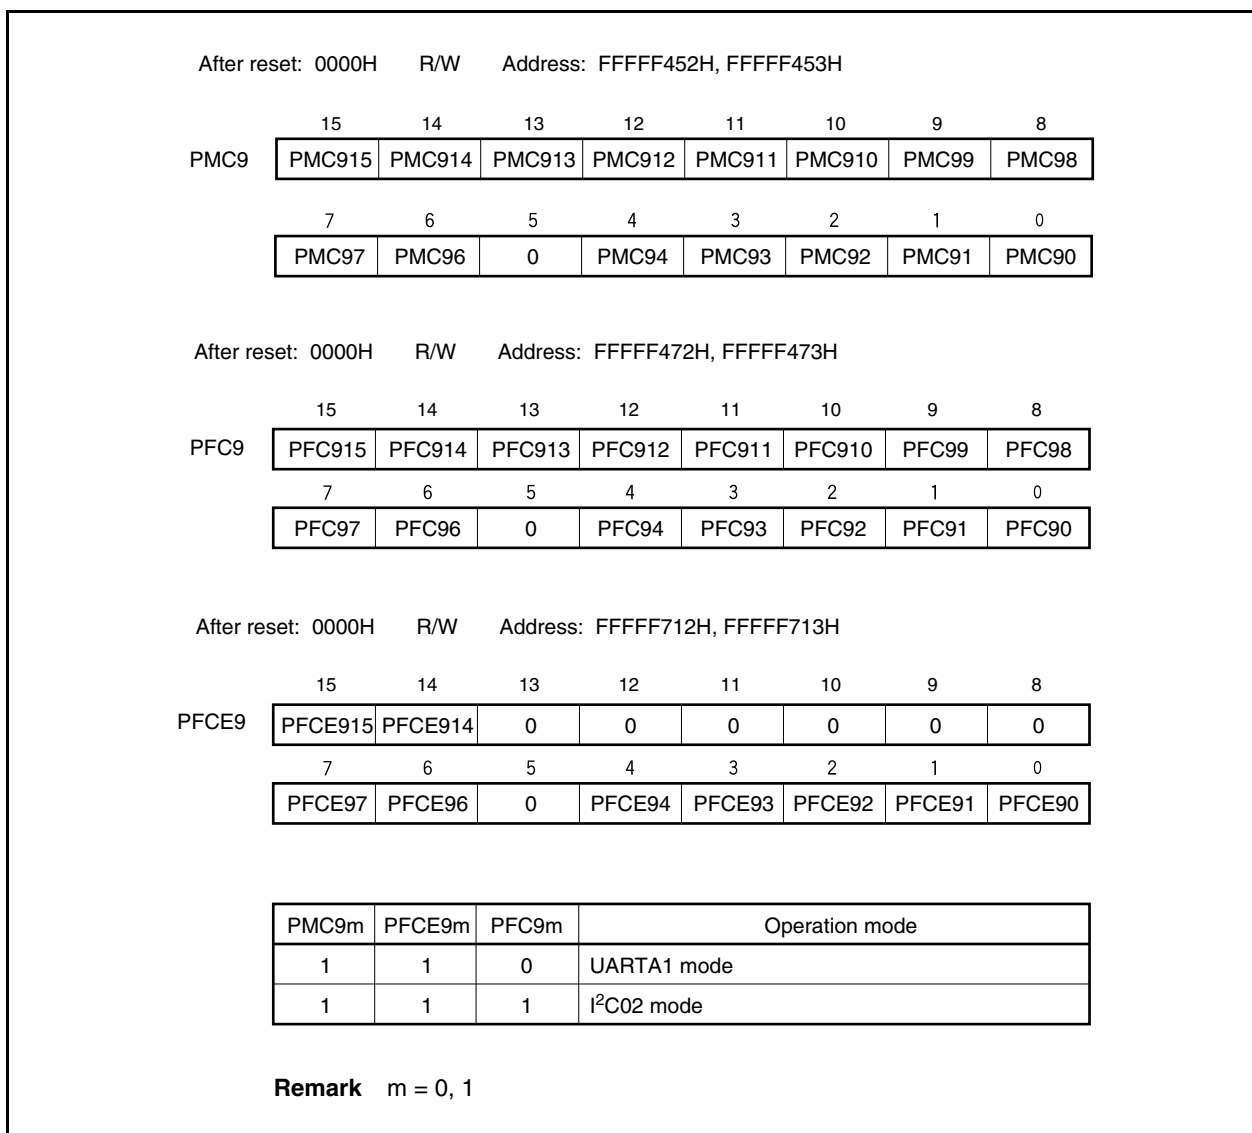 After reset: 0000H R/W Address: FFFFF452H, FFFFF453H
15 14 13 12 11 10 9 8
PMC9 PMC915 PMC914 PMC913 PMC912 PMC911 PMC910 PMC99 PMC98
7 6 5 4 3 2 1 0
PMC97 PMC96 0 PMC94 PMC93 PMC92 PMC91 PMC90
After reset: 0000H R/W Address: FFFFF472H, FFFFF473H
15 14 13 12 11 10 9 8
PFC9 PFC915 PFC914 PFC913 PFC912 PFC911 PFC910 PFC99 PFC98
7 6 5 4 3 2 1 0
PFC97 PFC96 0 PFC94 PFC93 PFC92 PFC91 PFC90
After reset: 0000H R/W Address: FFFFF712H, FFFFF713H
15 14 13 12 11 10 9 8
PFCE9 PFCE915 PFCE914 0 0 0 0 0 0
7 6 5 4 3 2 1 0
PFCE97 PFCE96 0 PFCE94 PFCE93 PFCE92 PFCE91 PFCE90
PMC9m PFCE9m PFC9m Operation mode
1 1 0 UARTA1 mode
1 1 1 I²C02 mode
Remark m = 0, 1